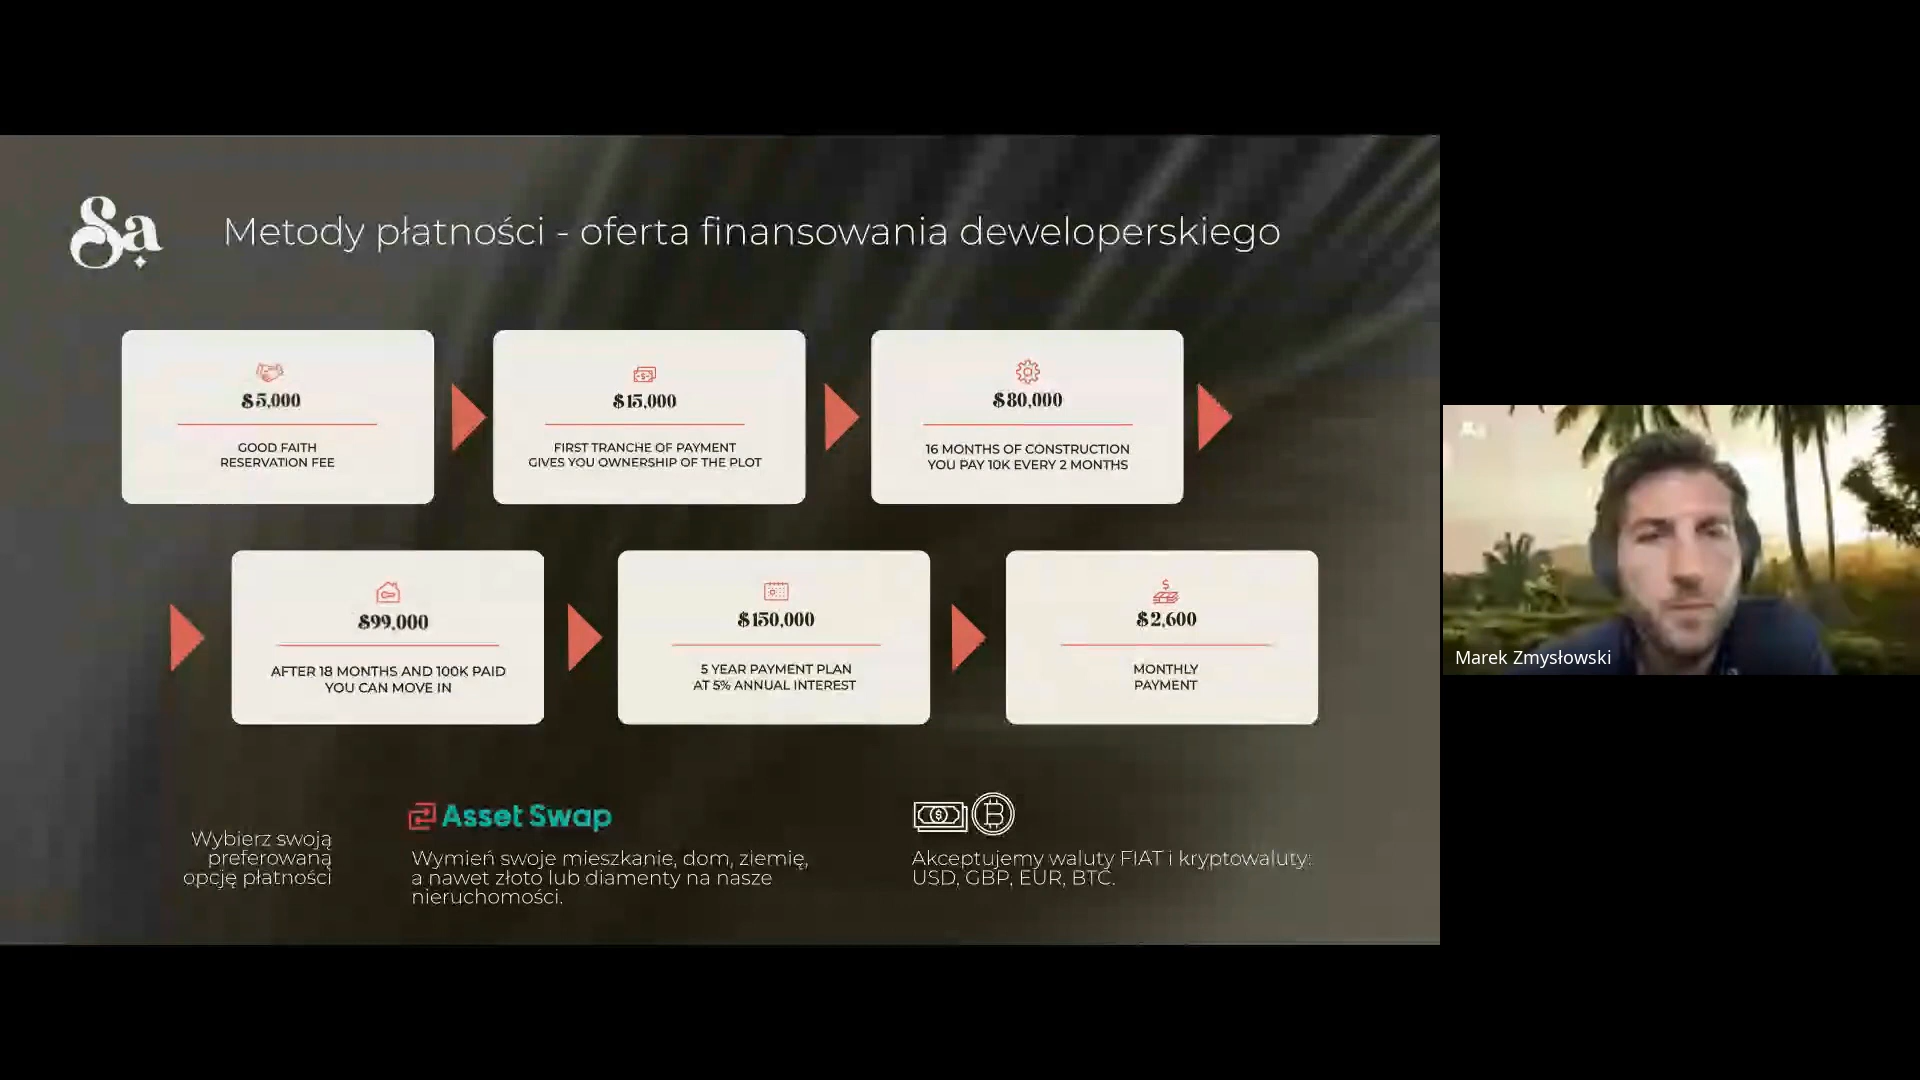 Sa
Metody płatności - oferta finansowania deweloperskiego
$5,000
GOOD FAITH
RESERVATION FEE
$15,000
FIRST TRANCHE OF PAYMENT
GIVES YOU OWNERSHIP OF THE PLOT
$80,000
16 MONTHS OF CONSTRUCTION
YOU PAY 10K EVERY 2 MONTHS
$99,000
AFTER 18 MONTHS AND 100K PAID
YOU CAN MOVE IN
$150,000
5 YEAR PAYMENT PLAN
AT 5% ANNUAL INTEREST
$2,600
MONTHLY
PAYMENT
Wybierz swoją
preferowaną
opcję płatności
Asset Swap
Wymień swoje mieszkanie, dom, ziemię,
a nawet złoto lub diamenty na nasze
nieruchomości.
Akceptujemy waluty FIAT i kryptowaluty:
USD, GBP, EUR, BTC.
Marek Zmysłowski